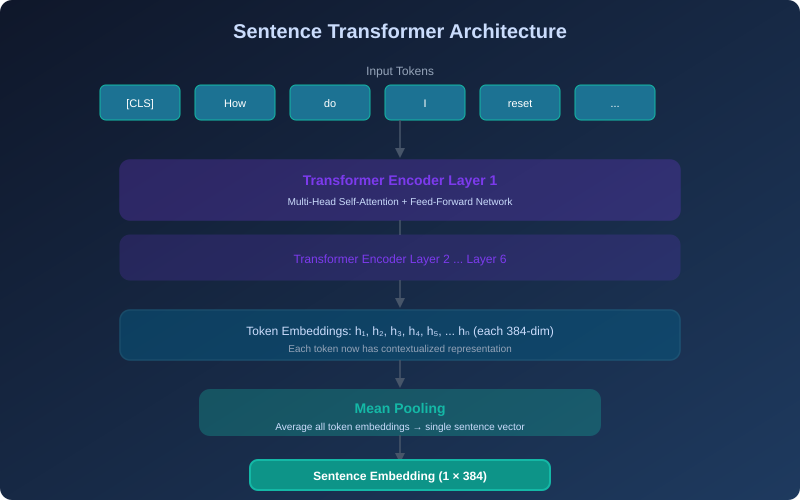 Sentence Transformer Architecture
Input Tokens
[CLS] How do I reset ...
Transformer Encoder Layer 1
Multi-Head Self-Attention + Feed-Forward Network
Transformer Encoder Layer 2 ... Layer 6
Token Embeddings: h₁, h₂, h₃, h₄, h₅, ... hₙ (each 384-dim)
Each token now has contextualized representation
Mean Pooling
Average all token embeddings → single sentence vector
Sentence Embedding (1 × 384)